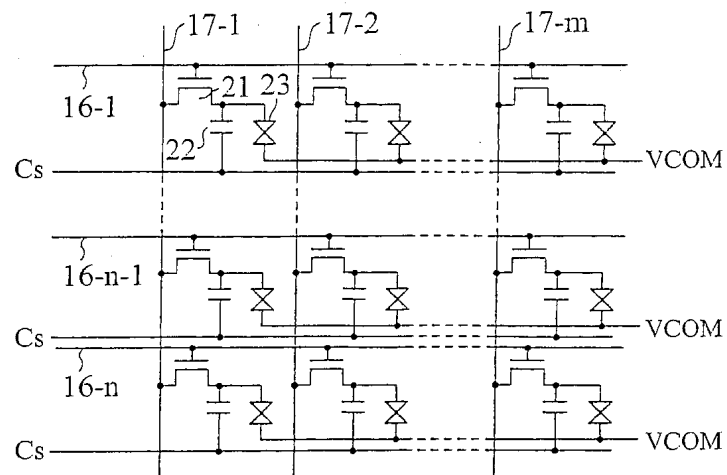 17-1 17-2 17-m
16-1 21 23
22
Cs VCOM
16-n-1
Cs VCOM
16-n
Cs VCOM